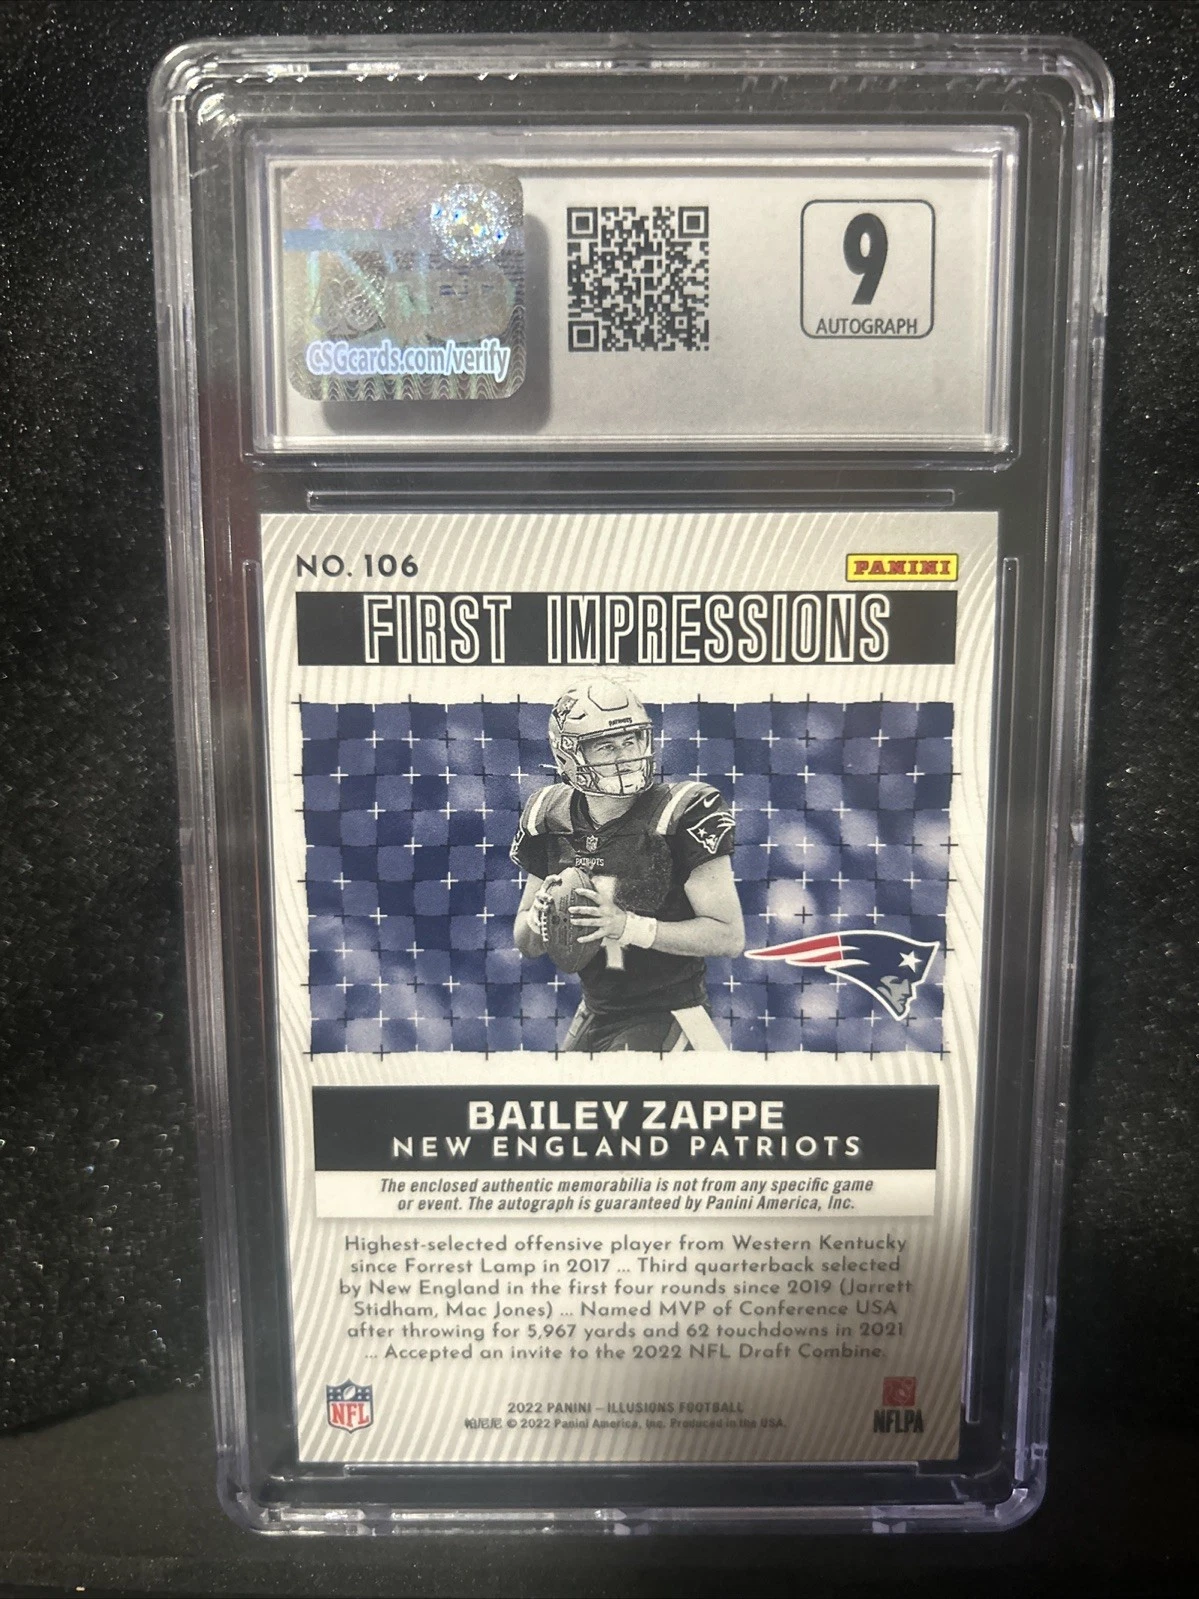 CSGcards.com/verify
9
AUTOGRAPH
NO. 106
PANINI
FIRST IMPRESSIONS
PATRIOTS
PATRIOTS
BAILEY ZAPPE
NEW ENGLAND PATRIOTS
The enclosed authentic memorabilia is not from any specific game
or event. The autograph is guaranteed by Panini America, Inc.
Highest-selected offensive player from Western Kentucky
since Forrest Lamp in 2017 ... Third quarterback selected
by New England in the first four rounds since 2019 (Jarrett
Stidham, Mac Jones) ... Named MVP of Conference USA
after throwing for 5,967 yards and 62 touchdowns in 2021
... Accepted an invite to the 2022 NFL Draft Combine.
NFL
2022 PANINI – ILLUSIONS FOOTBALL
帕尼尼 © 2022 Panini America, Inc. Produced in the USA.
NFLPA